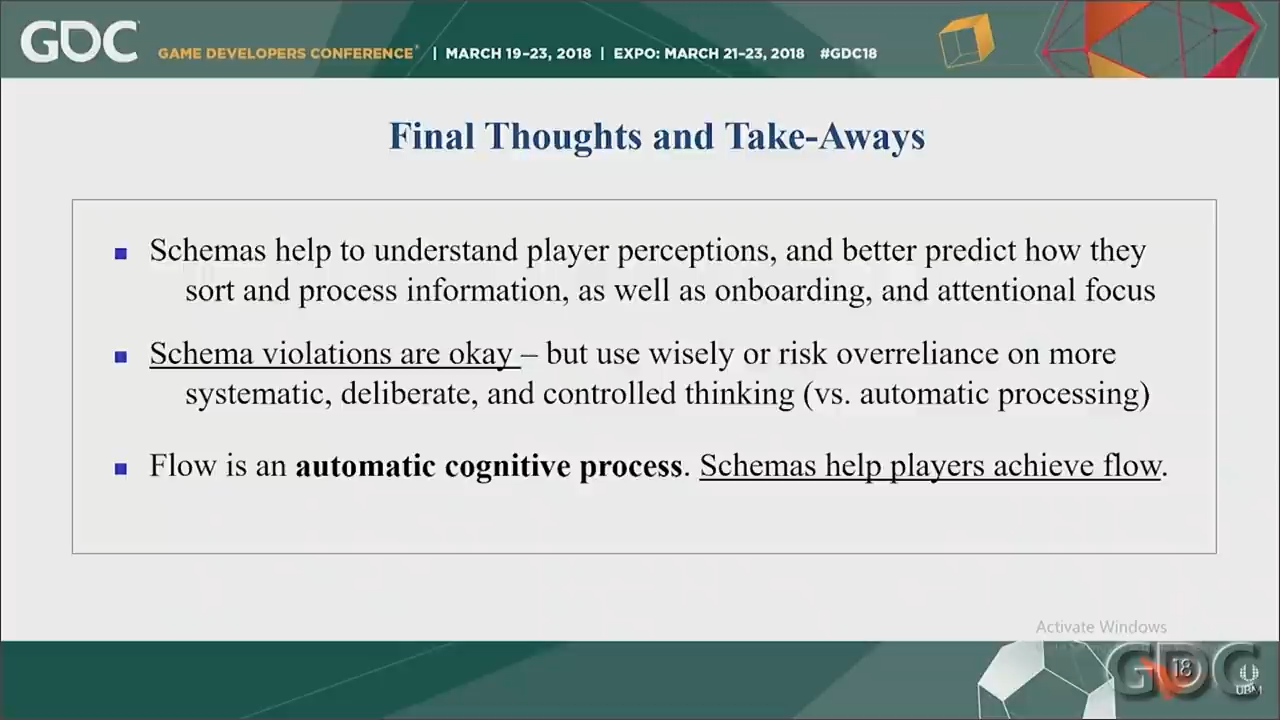 GDC GAME DEVELOPERS CONFERENCE® | MARCH 19–23, 2018 | EXPO: MARCH 21–23, 2018 #GDC18
Final Thoughts and Take-Aways
■ Schemas help to understand player perceptions, and better predict how they
sort and process information, as well as onboarding, and attentional focus
■ Schema violations are okay – but use wisely or risk overreliance on more
systematic, deliberate, and controlled thinking (vs. automatic processing)
■ Flow is an automatic cognitive process. Schemas help players achieve flow.
Activate Windows
GDC
18
UBM